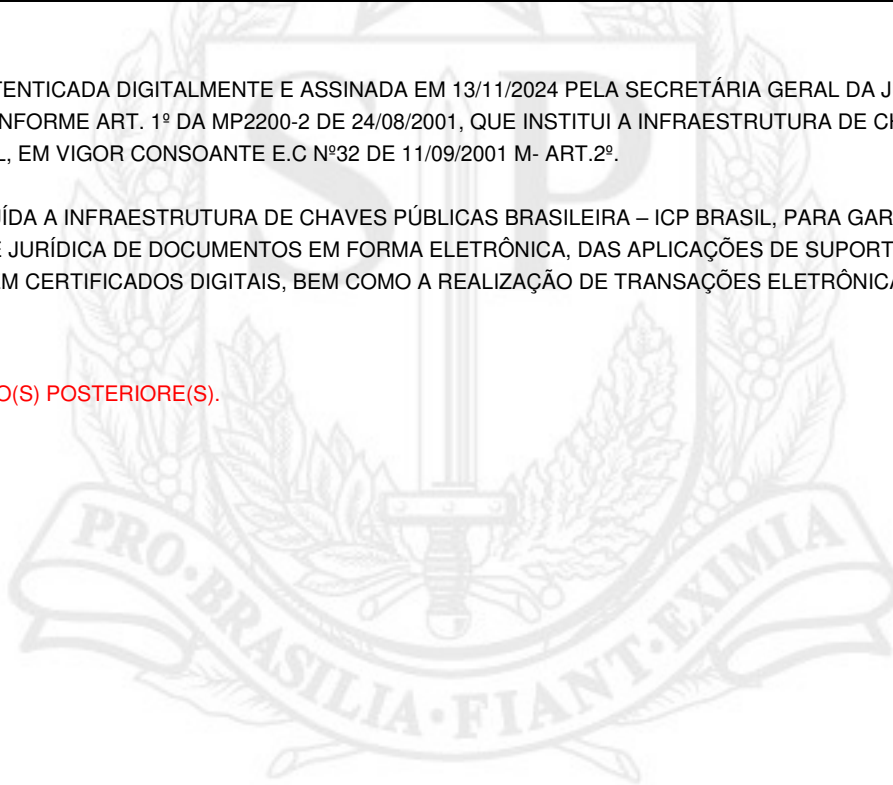 TENTICADA DIGITALMENTE E ASSINADA EM 13/11/2024 PELA SECRETÁRIA GERAL DA J
NFORME ART. 1º DA MP2200-2 DE 24/08/2001, QUE INSTITUI A INFRAESTRUTURA DE C
L, EM VIGOR CONSOANTE E.C Nº32 DE 11/09/2001 M- ART.2º.
ÍDA A INFRAESTRUTURA DE CHAVES PÚBLICAS BRASILEIRA – ICP BRASIL, PARA GAR
E JURÍDICA DE DOCUMENTOS EM FORMA ELETRÔNICA, DAS APLICAÇÕES DE SUPORT
EM CERTIFICADOS DIGITAIS, BEM COMO A REALIZAÇÃO DE TRANSAÇÕES ELETRÔNICA
O(S) POSTERIORE(S).
SP
PRO·BRASILIA·FIANT·EXIMIA